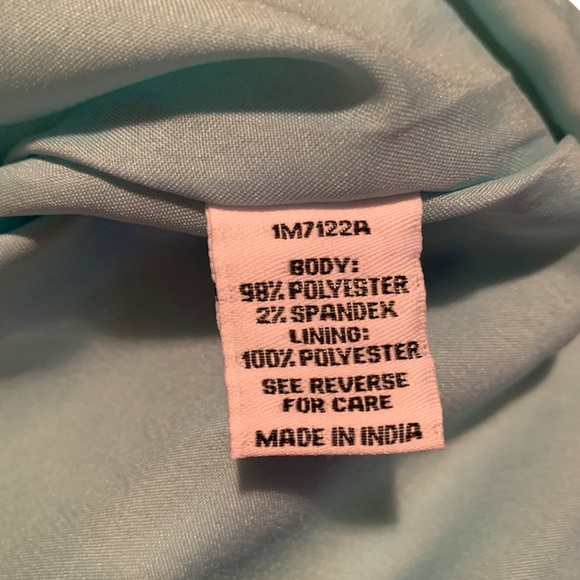 1M7122A
BODY:
98% POLYESTER
2% SPANDEX
LINING:
100% POLYESTER
SEE REVERSE
FOR CARE
MADE IN INDIA